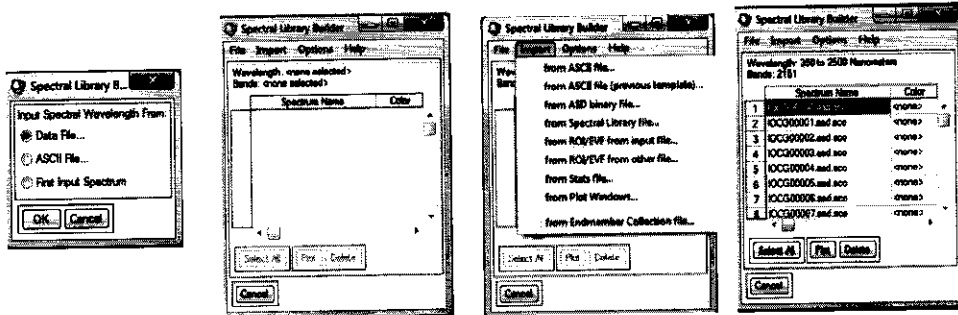 Spectral Library B...
Input Spectral Wavelength From:
Data File...
ASCII File...
First Input Spectrum
OK Cancel
Spectral Library Builder
File Import Options Help
Wavelength: <none selected>
Bands: <none selected>
Spectrum Name Color
Select All Plot Delete
Cancel
Spectral Library Builder
File Import Options Help
from ASCII file...
from ASCII file (previous template)...
from ASD binary file...
from Spectral Library file...
from ROI/EVF from input file...
from ROI/EVF from other file...
from Stats file...
from Plot Windows...
from Endmember Collection file...
Select All Plot Delete
Cancel
Spectral Library Builder
File Import Options Help
Wavelength: 350 to 2500 Nanometers
Bands: 2151
Spectrum Name Color
1 <none>
2 IOCG00001.asd.sco <none>
3 IOCG00002.asd.sco <none>
4 IOCG00003.asd.sco <none>
5 IOCG00004.asd.sco <none>
6 IOCG00005.asd.sco <none>
7 IOCG00006.asd.sco <none>
8 IOCG00007.asd.sco <none>
Select All Plot Delete
Cancel